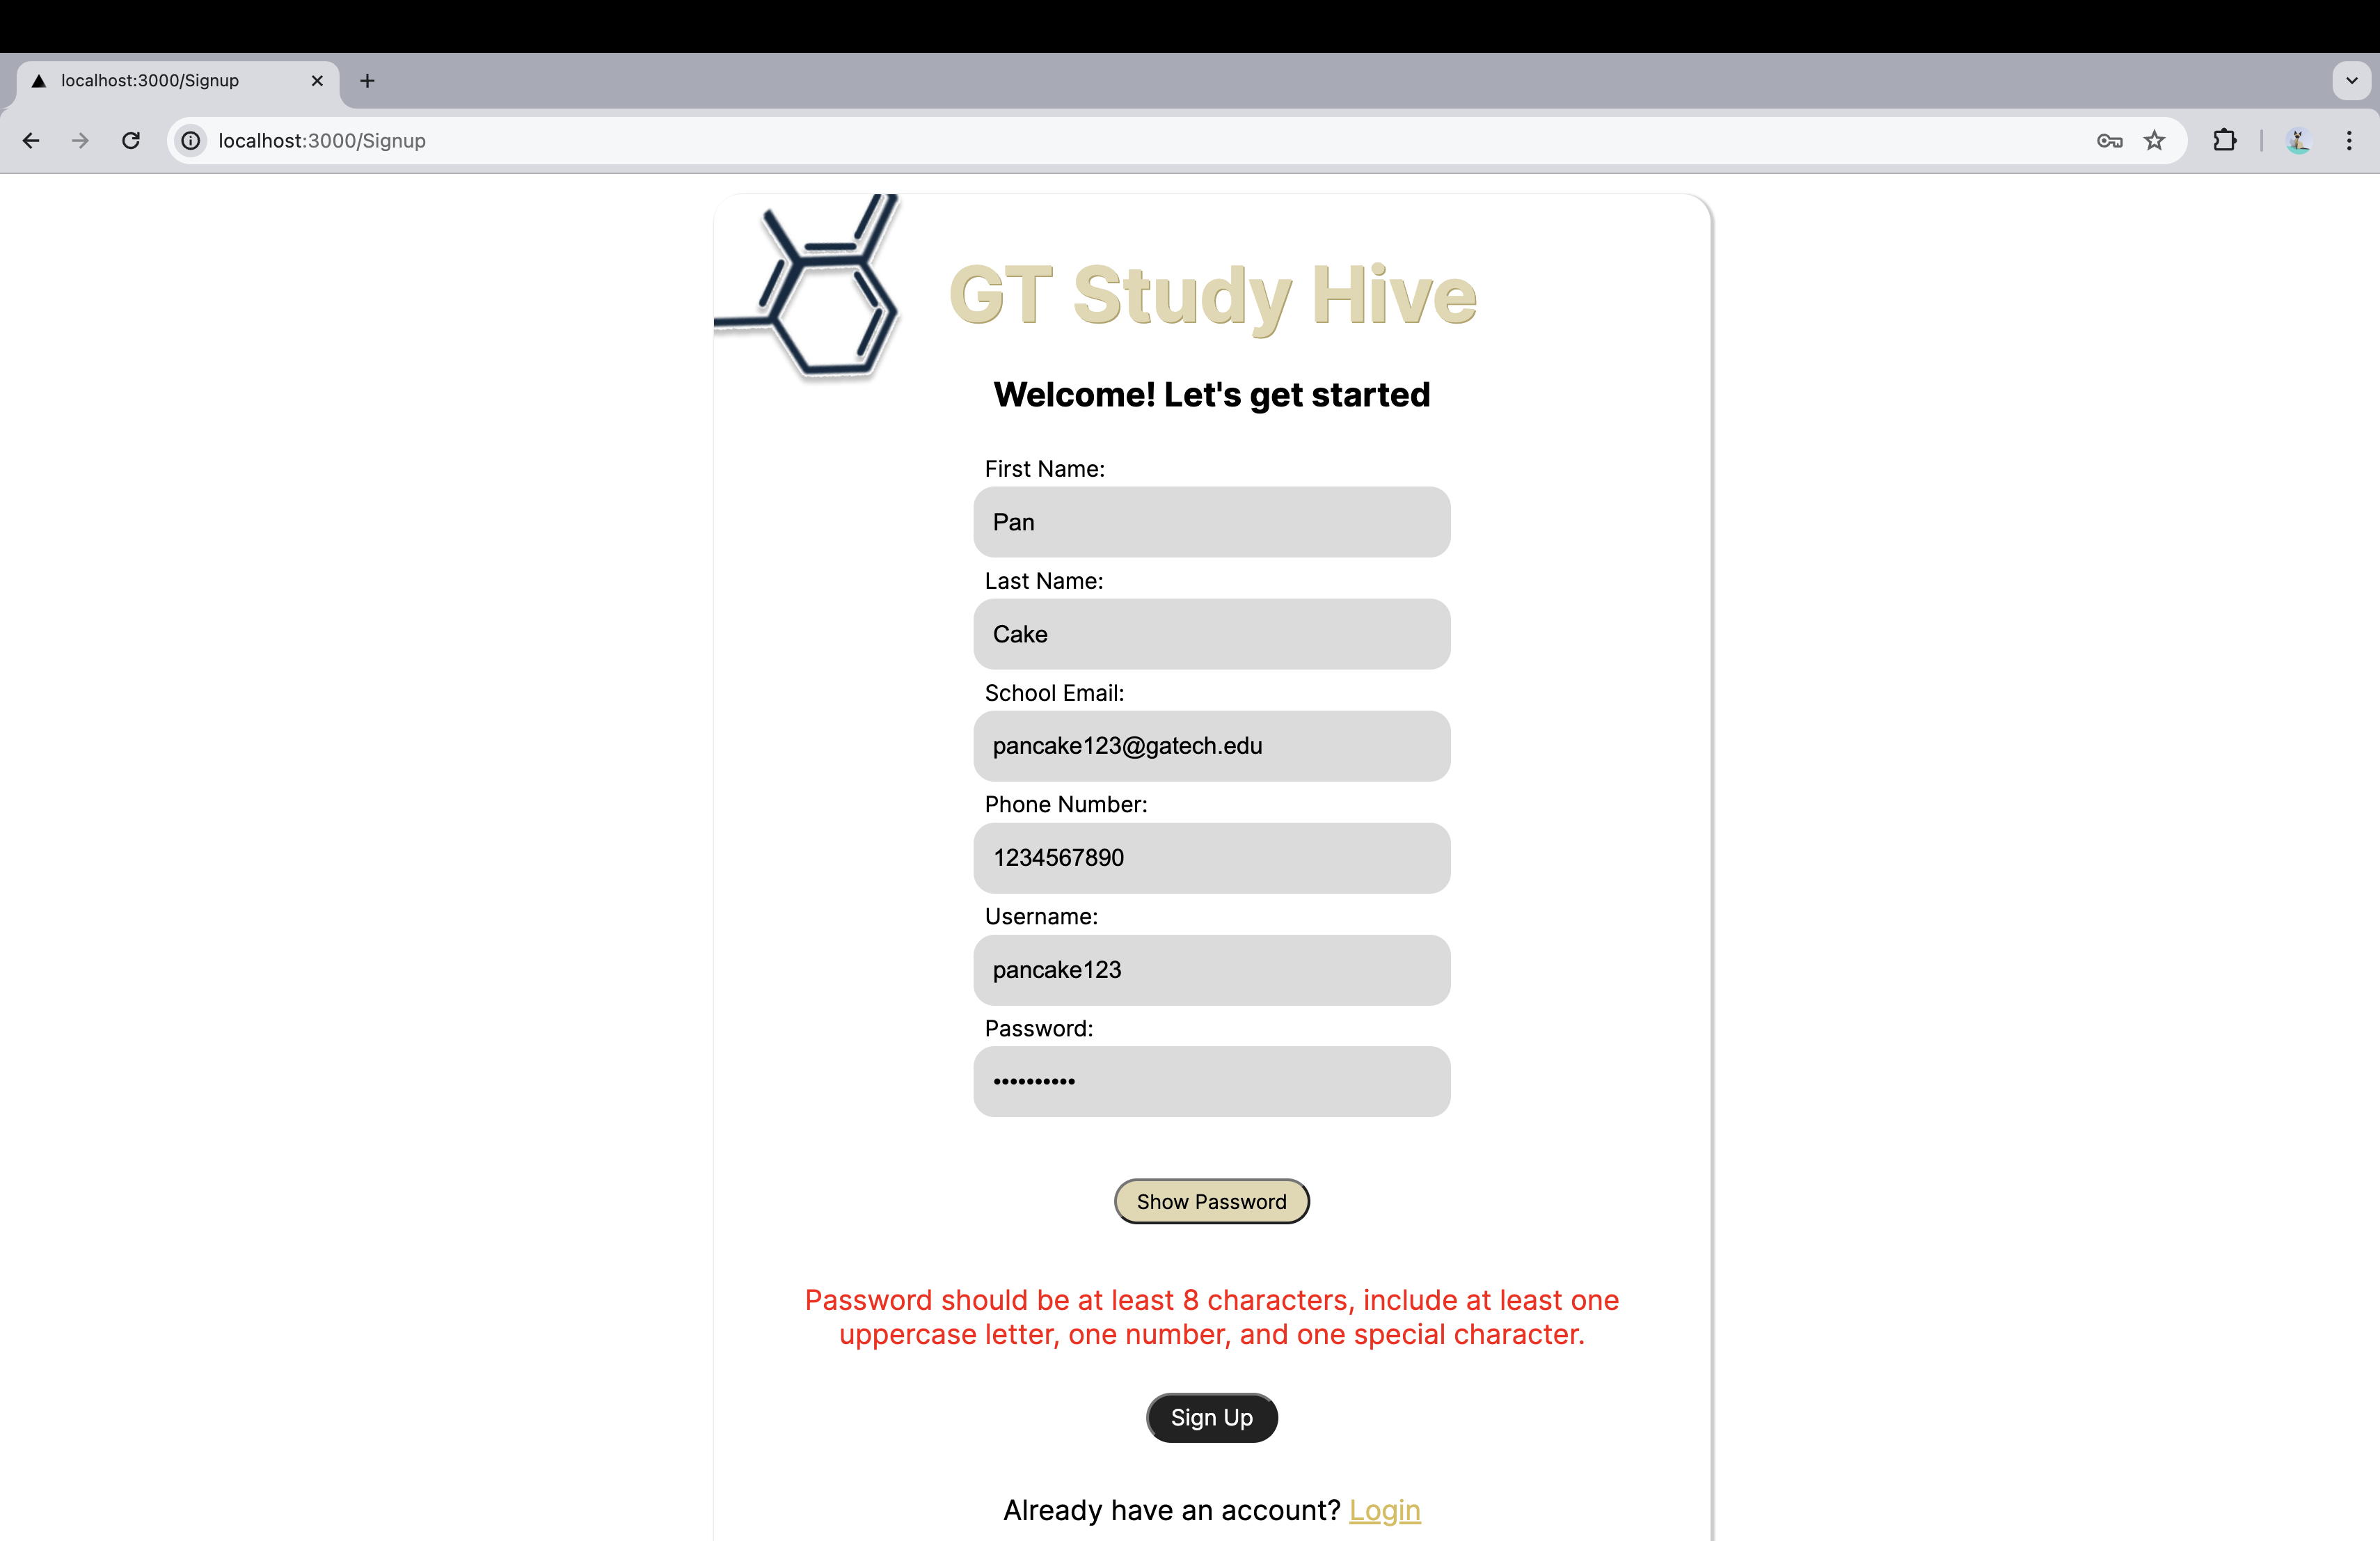 localhost:3000/Signup
localhost:3000/Signup
GT Study Hive
Welcome! Let's get started
First Name:
Pan
Last Name:
Cake
School Email:
pancake123@gatech.edu
Phone Number:
1234567890
Username:
pancake123
Password:
••••••••••
Show Password
Password should be at least 8 characters, include at least one
uppercase letter, one number, and one special character.
Sign Up
Already have an account? Login